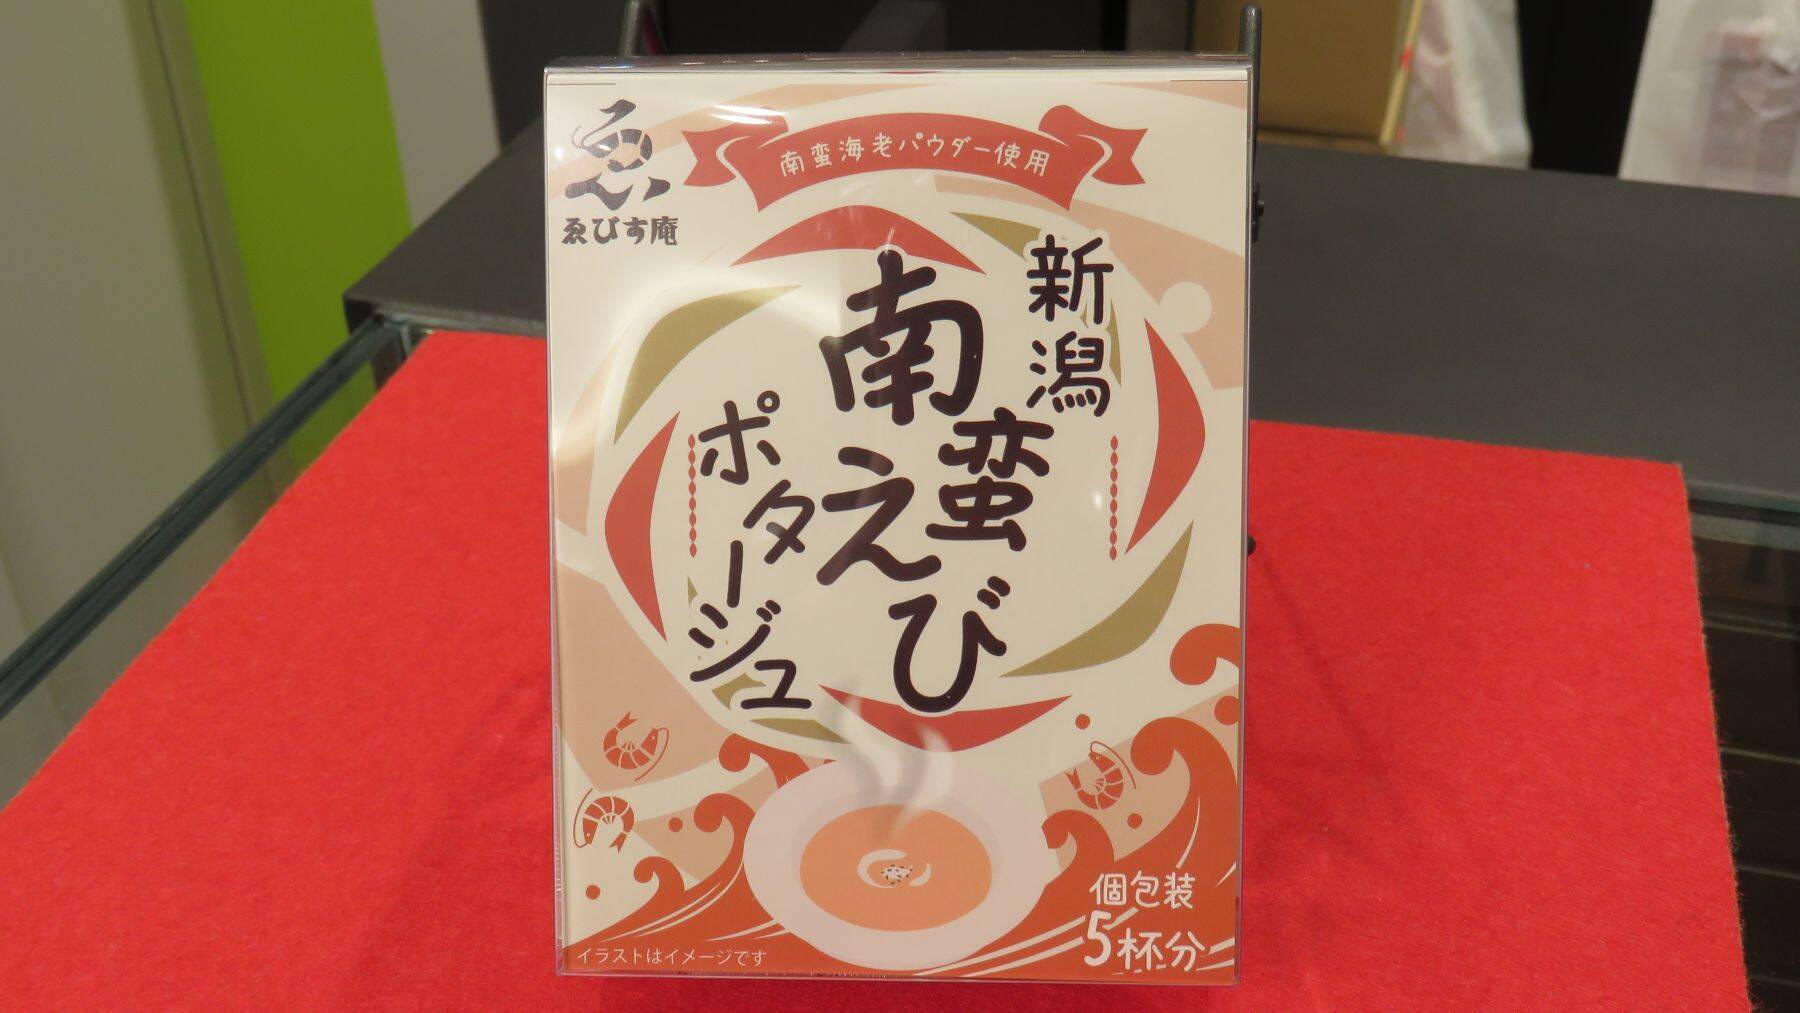 ゑ
ゑびす庵
南蛮海老パウダー使用
新潟
南蛮えび
ポタージュ
個包装
5杯分
イラストはイメージです